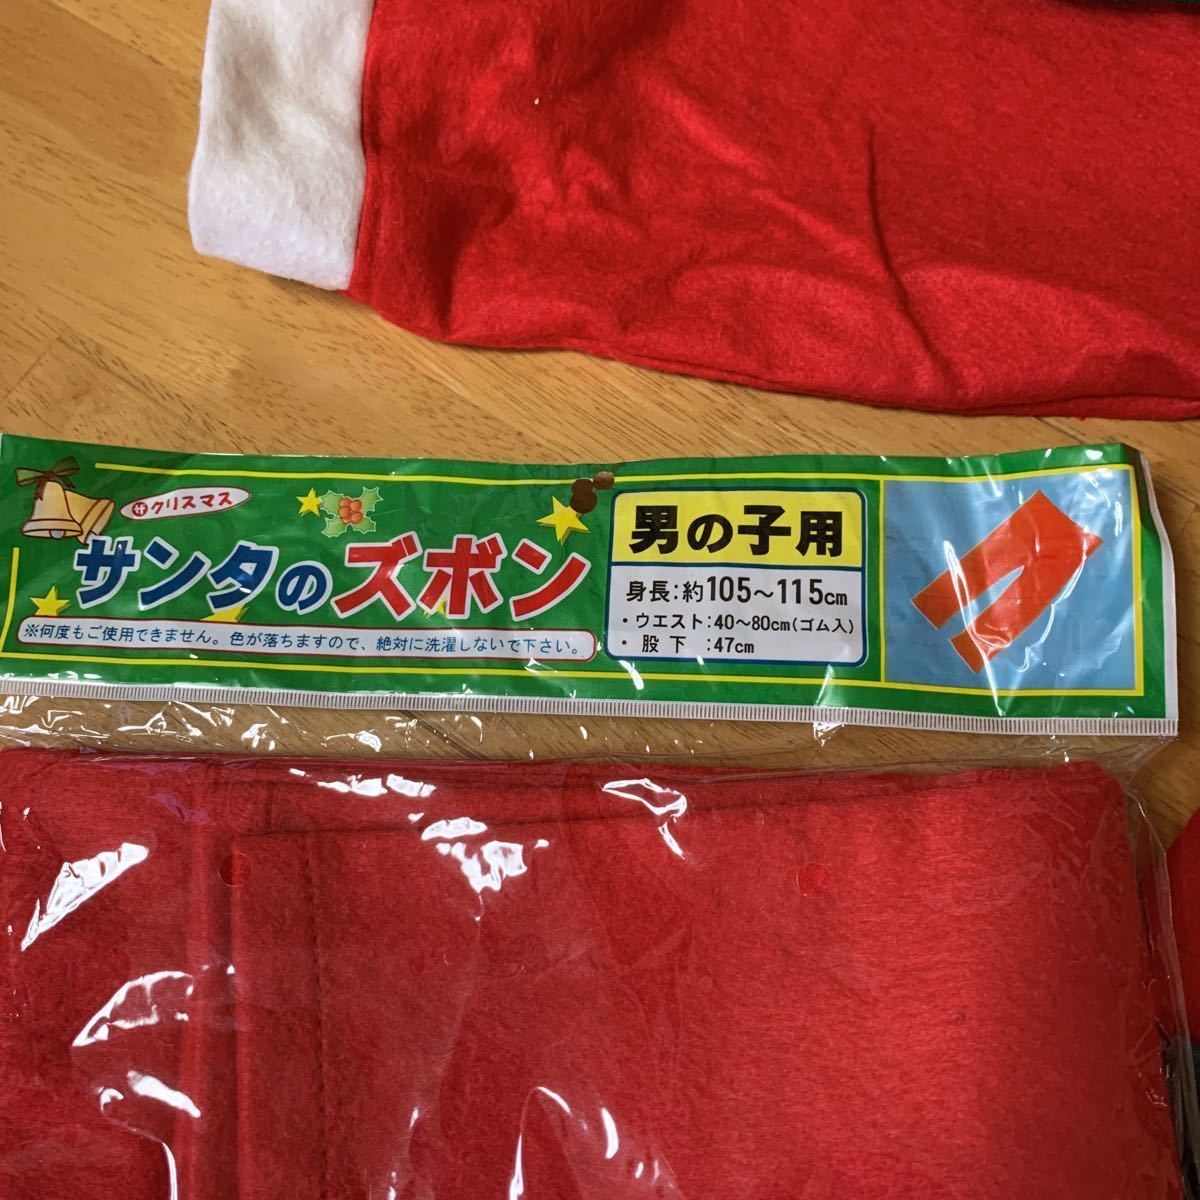 サクリスマス
サンタのズボン
※何度もご使用できません。色が落ちますので、絶対に洗濯しないで下さい。
男の子用
身長:約105～115cm
・ウエスト:40～80cm(ゴム入)
・股下 :47cm